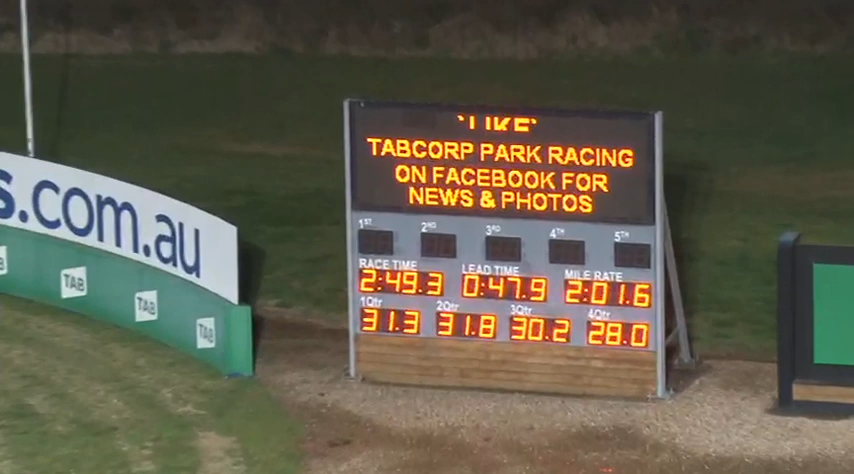 s.com.au
TAB
TAB
TAB
'LIKE'
TABCORP PARK RACING
ON FACEBOOK FOR
NEWS & PHOTOS
1ST 2ND 3RD 4TH 5TH
RACE TIME LEAD TIME MILE RATE
2:49.3 0:47.9 2:01.6
1Qtr 2Qtr 3Qtr 4Qtr
31.3 31.8 30.2 28.0